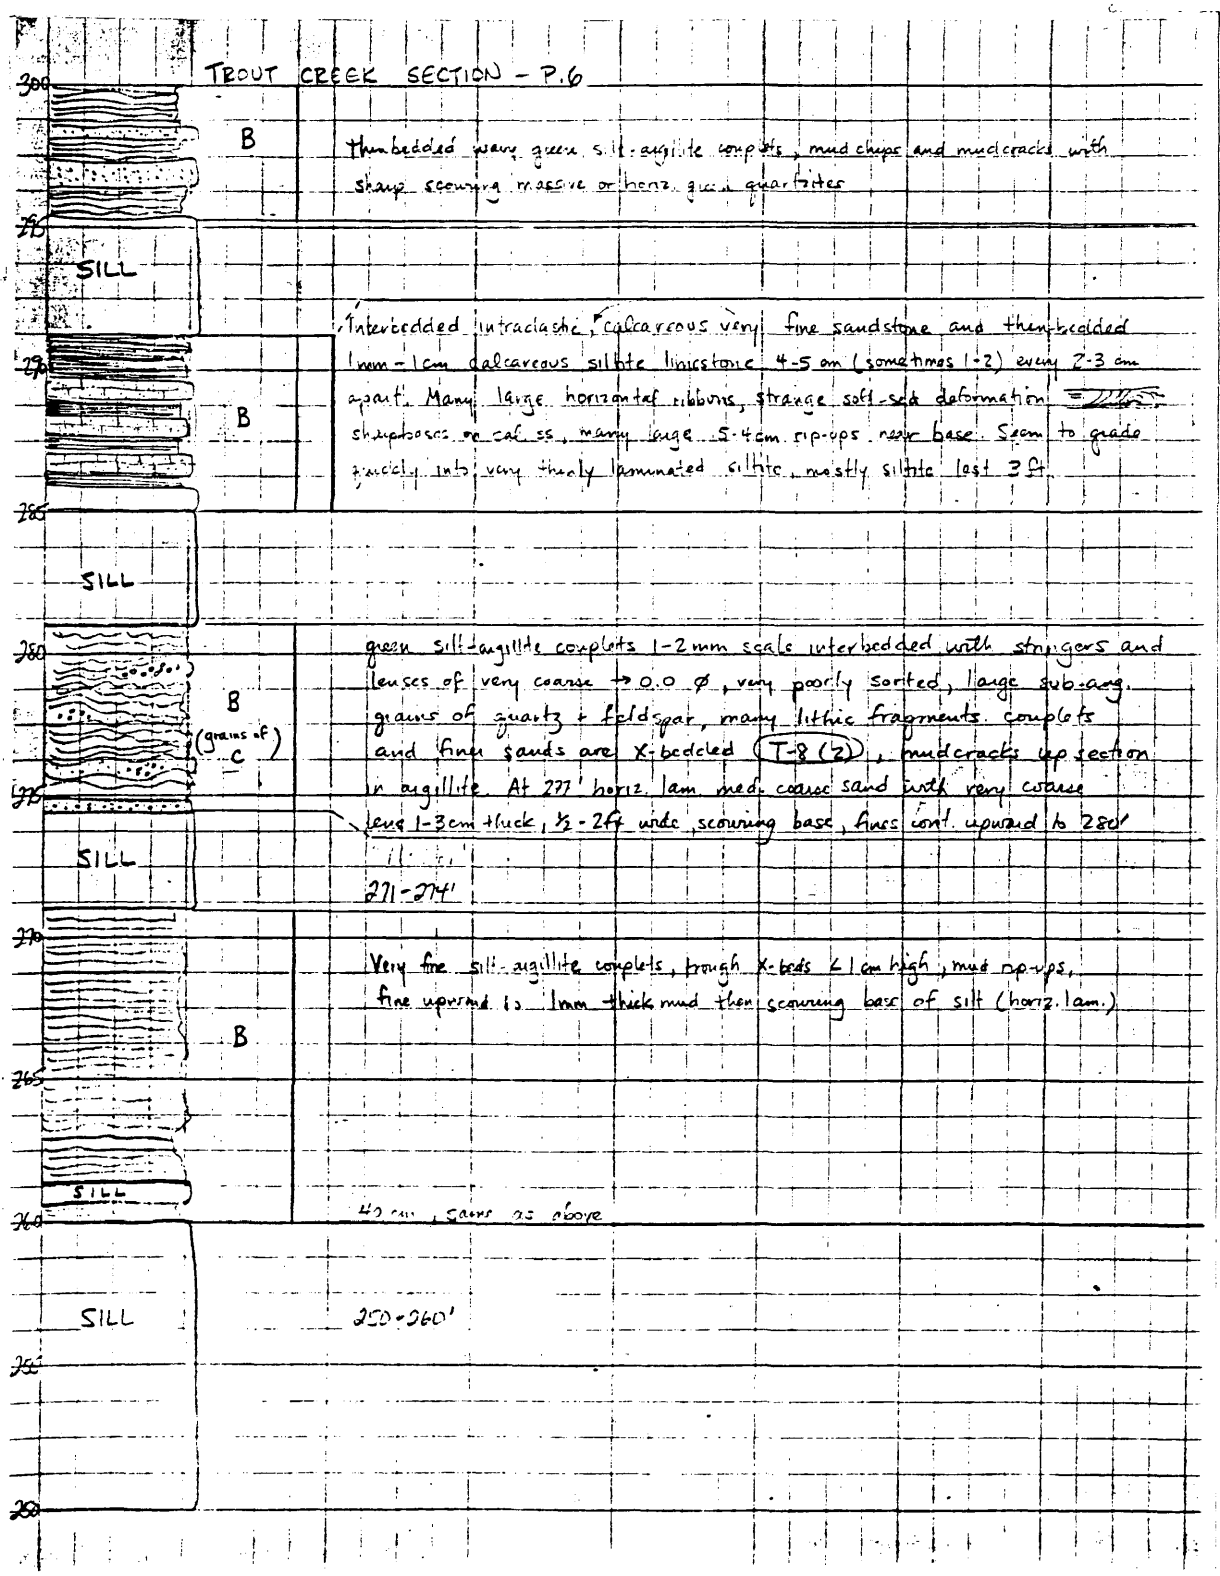 TROUT CREEK SECTION - P.6
300
B
thinbedded wavy green silt-argillite couplets, mud chips and mudcracks with
sharp scouring massive or horiz. green quartzites
295
SILL
Interbedded intraclastic, calcareous very fine sandstone and thin-bedded
290
1mm-1cm calcareous siltite limestone 4-5 cm (sometimes 1-2) every 2-3 cm
apart. Many large horizontal ribbons, strange soft-sed deformation
B
sharp bases on cal. ss, many large .5-4cm rip-ups near base. Seem to grade
quickly into very thinly laminated siltite, mostly siltite last 3 ft
285
SILL
280
green silt-argillite couplets 1-2mm scale interbedded with stringers and
lenses of very coarse → 0.0 ø, very poorly sorted, large sub-ang.
B
grains of quartz + feldspar, many lithic fragments. couplets
(grains of C)
and finer sands are X-bedded (T-8 (2)), mudcracks up section
275
in argillite. At 277' horiz. lam. med. coarse sand with very coarse
lens 1-3cm thick, ½-2ft wide, scouring base, fines cont. upward to 280'
SILL
271-274'
270
Very fine silt-argillite couplets, trough X-beds <1cm high, mud rip-ups,
fine upward to 1mm thick mud then scouring base of silt (horiz. lam.)
B
265
SILL
40 cm, same as above
260
SILL
250-260'
255
250